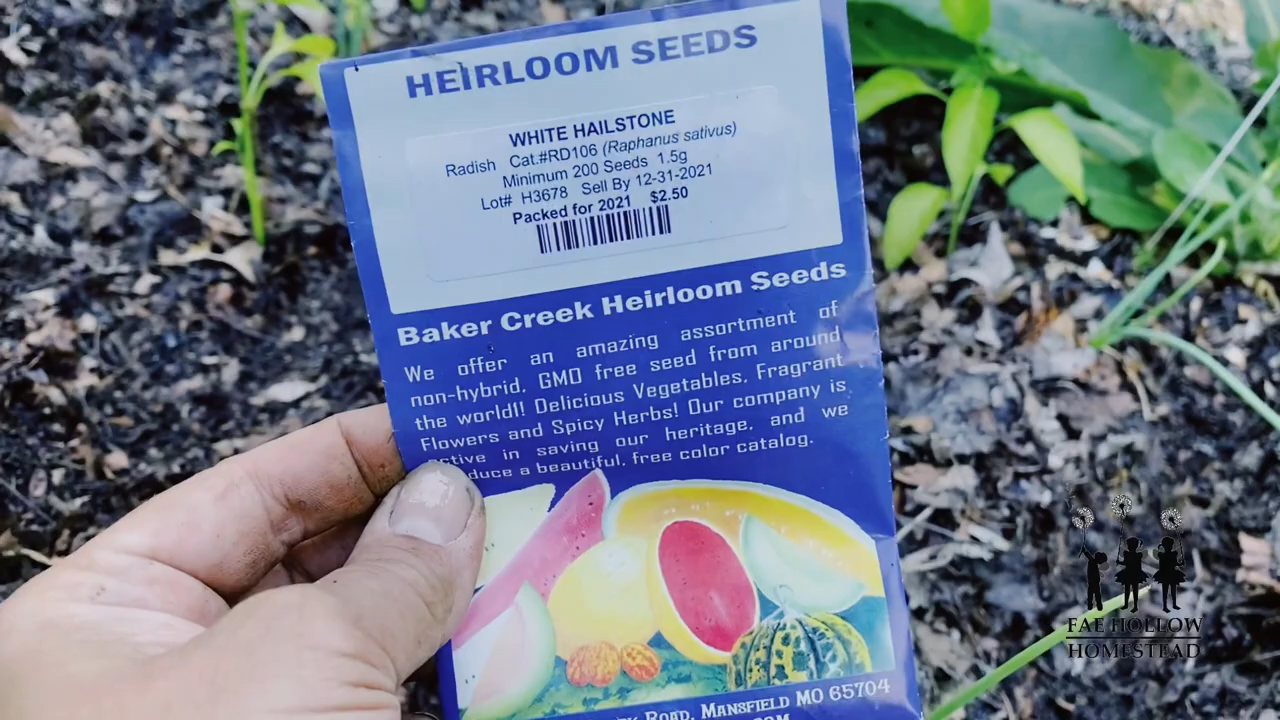 HEIRLOOM SEEDS
WHITE HAILSTONE
Radish Cat.#RD106 (Raphanus sativus)
Minimum 200 Seeds 1.5g
Lot# H3678 Sell By 12-31-2021
Packed for 2021 $2.50
Baker Creek Heirloom Seeds
We offer an amazing assortment of
non-hybrid, GMO free seed from around
the world!! Delicious Vegetables, Fragrant
Flowers and Spicy Herbs! Our company is
active in saving our heritage, and we
duce a beautiful, free color catalog.
Road, Mansfield MO 65704
FAE HOLLOW
HOMESTEAD